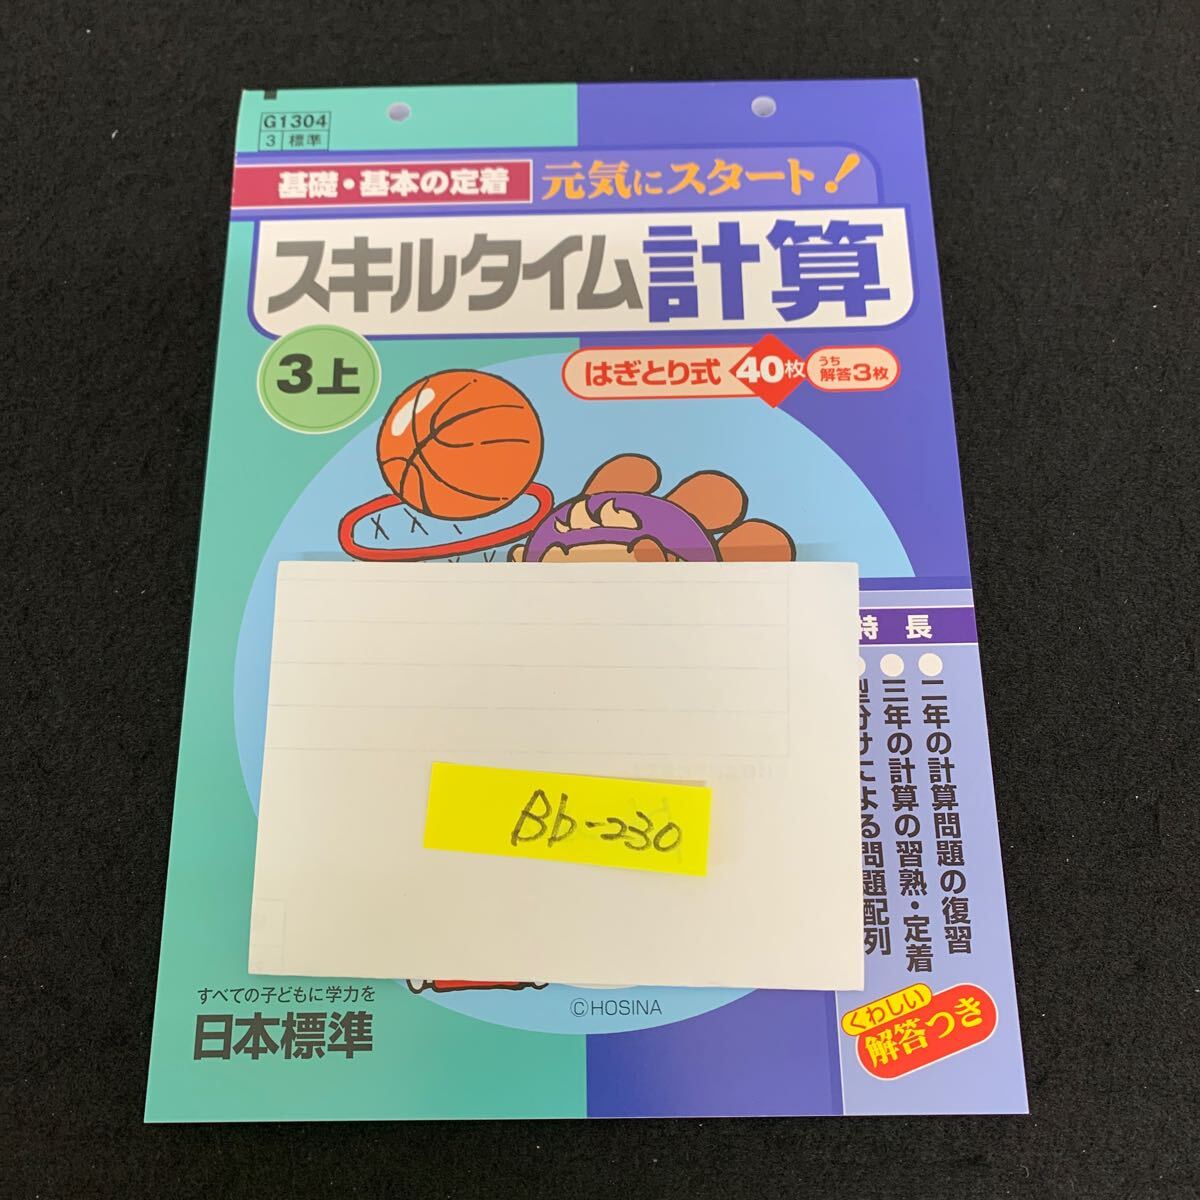 G1304
3 標準
基礎・基本の定着
元気にスタート!
スキルタイム計算
3上
はぎとり式 40枚 うち解答3枚
特長
●二年の計算問題の復習
●三年の計算の習熟・定着
●型分けによる問題配列
くわしい
解答つき
Bb-230
©HOSINA
すべての子どもに学力を
日本標準